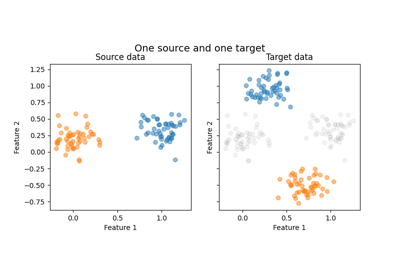 One source and one target
Source data
Target data
1.25
1.00
0.75
0.50
0.25
0.00
−0.25
−0.50
−0.75
Feature 2
Feature 2
0.0
0.5
1.0
0.0
0.5
1.0
Feature 1
Feature 1